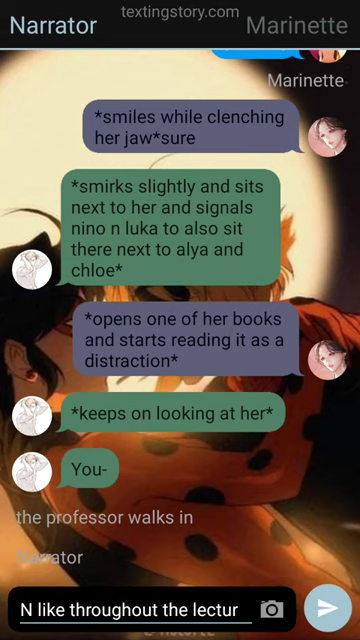 textingstory.com
Narrator
Marinette
Marinette
*smiles while clenching
her jaw*sure
*smirks slightly and sits
next to her and signals
nino n luka to also sit
there next to alya and
chloe*
*opens one of her books
and starts reading it as a
distraction*
*keeps on looking at her*
You-
the professor walks in
Narrator
N like throughout the lectur